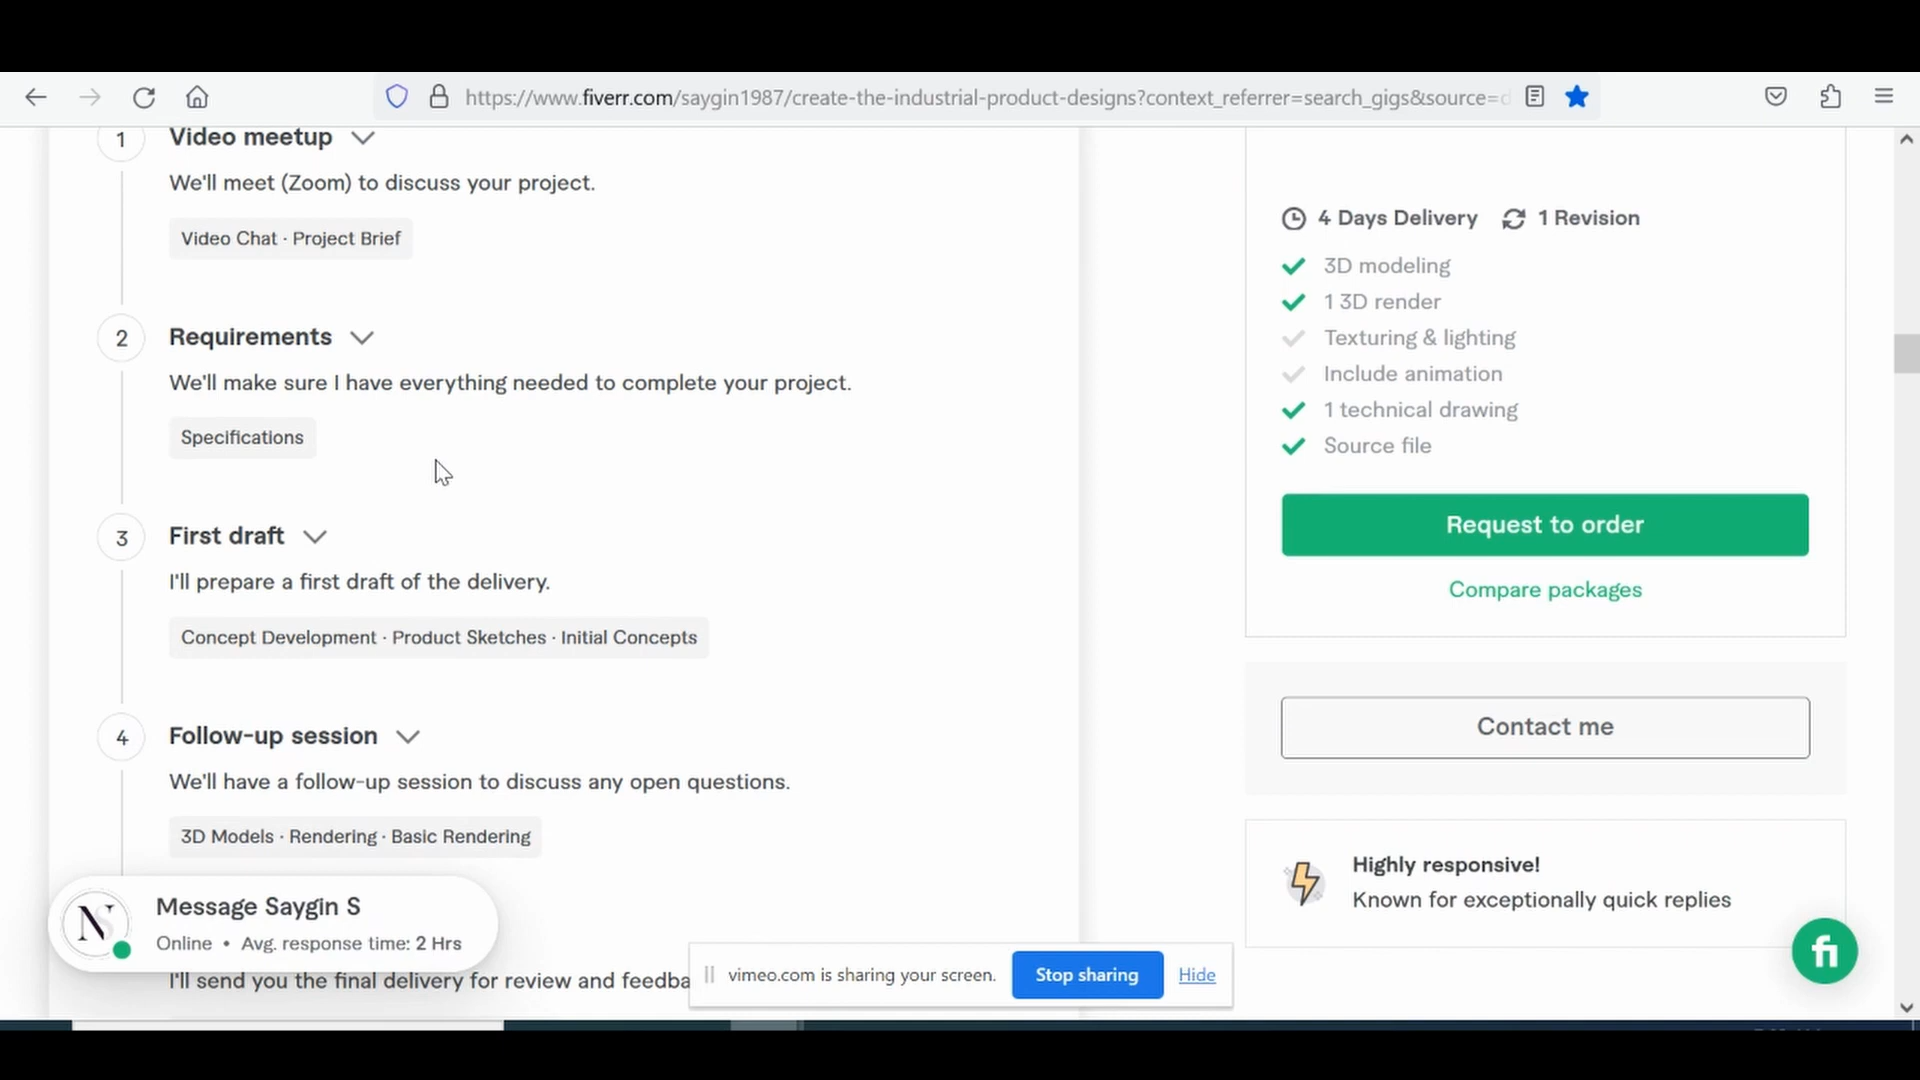 https://www.fiverr.com/saygin1987/create-the-industrial-product-designs?context_referrer=search_gigs&source=
1
Video meetup
We'll meet (Zoom) to discuss your project.
Video Chat · Project Brief
2
Requirements
We'll make sure I have everything needed to complete your project.
Specifications
3
First draft
I'll prepare a first draft of the delivery.
Concept Development · Product Sketches · Initial Concepts
4
Follow-up session
We'll have a follow-up session to discuss any open questions.
3D Models · Rendering · Basic Rendering
N
Message Saygin S
Online • Avg. response time: 2 Hrs
I'll send you the final delivery for review and feedba
4 Days Delivery 1 Revision
3D modeling
1 3D render
Texturing & lighting
Include animation
1 technical drawing
Source file
Request to order
Compare packages
Contact me
Highly responsive!
Known for exceptionally quick replies
fi
vimeo.com is sharing your screen. Stop sharing Hide